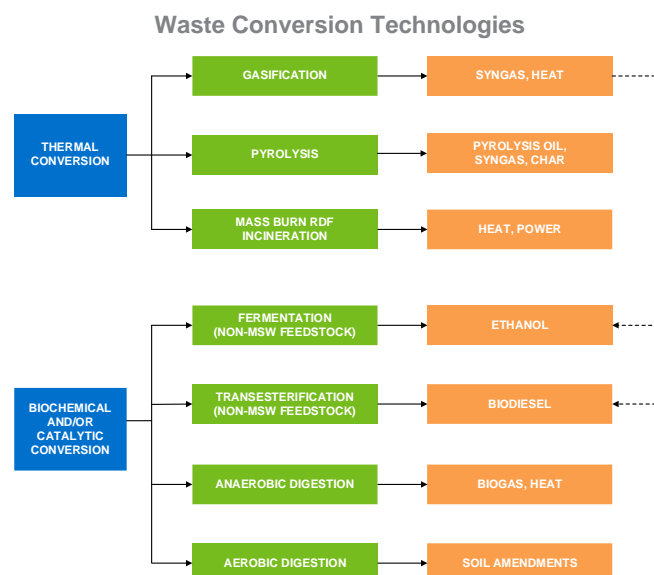 Waste Conversion Technologies
GASIFICATION
SYNGAS, HEAT
THERMAL
CONVERSION
PYROLYSIS
PYROLYSIS OIL,
SYNGAS, CHAR
MASS BURN RDF
INCINERATION
HEAT, POWER
FERMENTATION
(NON-MSW FEEDSTOCK)
ETHANOL
BIOCHEMICAL
AND/OR
CATALYTIC
CONVERSION
TRANSESTERIFICATION
(NON-MSW FEEDSTOCK)
BIODIESEL
ANAEROBIC DIGESTION
BIOGAS, HEAT
AEROBIC DIGESTION
SOIL AMENDMENTS